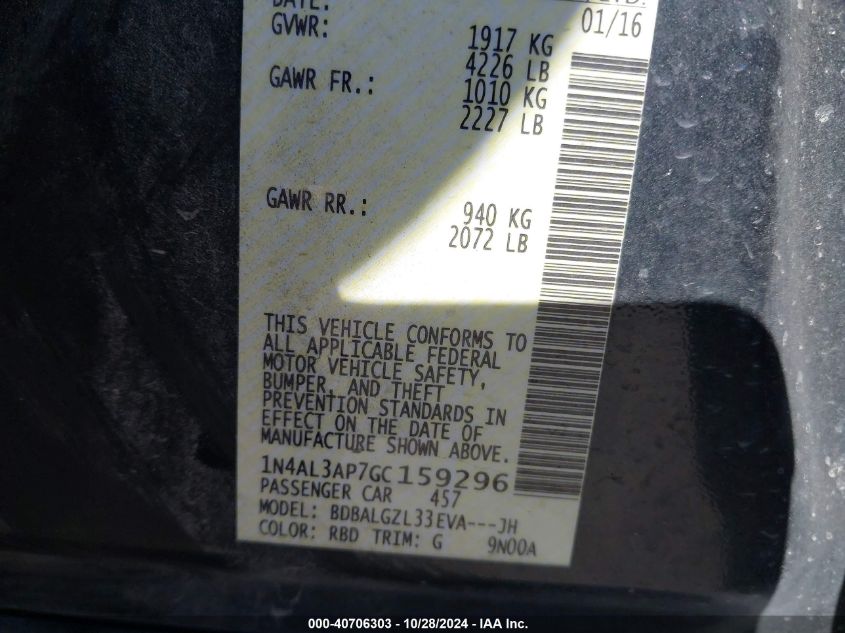 DATE:
01/16
GVWR: 1917 KG
4226 LB
GAWR FR.: 1010 KG
2227 LB
GAWR RR.: 940 KG
2072 LB
THIS VEHICLE CONFORMS TO
ALL APPLICABLE FEDERAL
MOTOR VEHICLE SAFETY,
BUMPER, AND THEFT
PREVENTION STANDARDS IN
EFFECT ON THE DATE OF
MANUFACTURE SHOWN ABOVE.
1N4AL3AP7GC159296
PASSENGER CAR 457
MODEL: BDBALGZL33EVA---JH
COLOR: RBD TRIM: G 9N00A
000-40706303 - 10/28/2024 - IAA Inc.